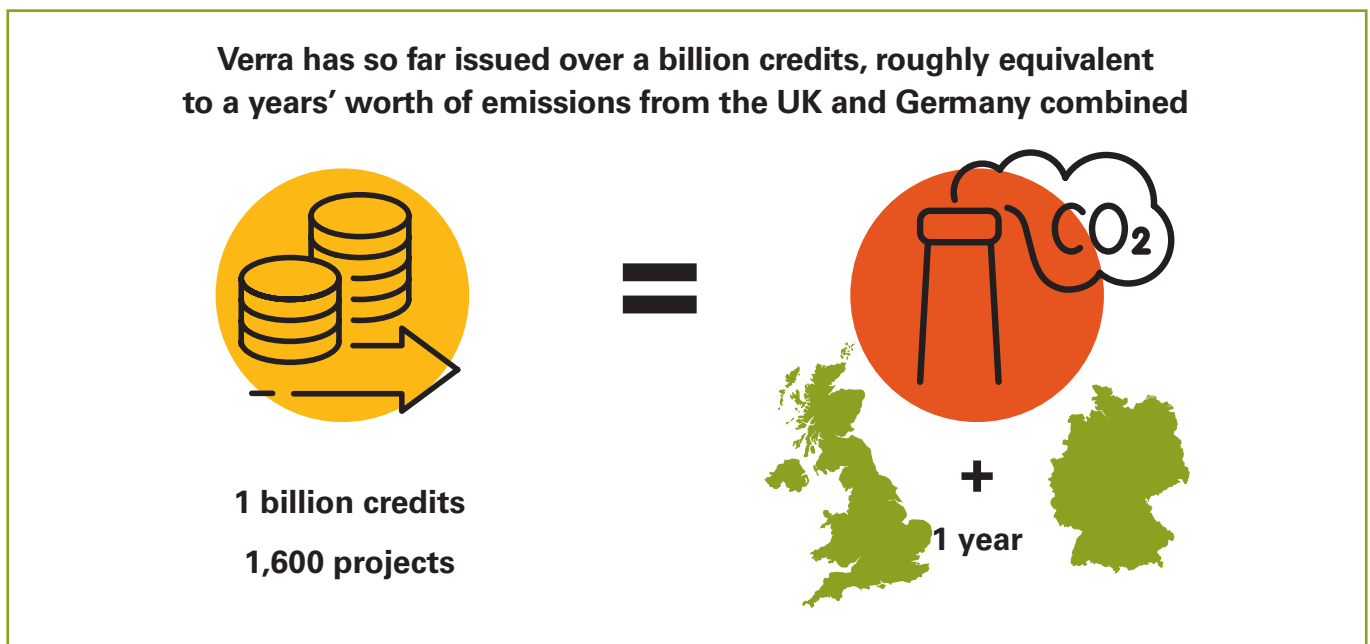 Verra has so far issued over a billion credits, roughly equivalent
to a years’ worth of emissions from the UK and Germany combined
CO₂
=
+
1 billion credits
1 year
1,600 projects